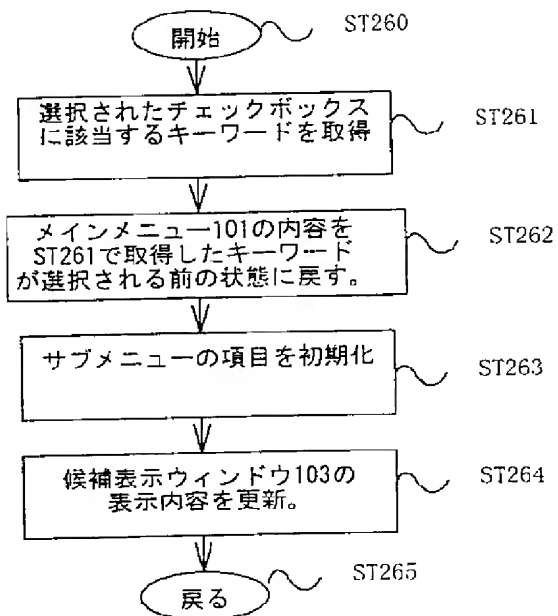 開始
ST260
選択されたチェックボックス
に該当するキーワードを取得
ST261
メインメニュー101の内容を
ST261で取得したキーワード
が選択される前の状態に戻す。
ST262
サブメニューの項目を初期化
ST263
候補表示ウィンドウ103の
表示内容を更新。
ST264
戻る
ST265